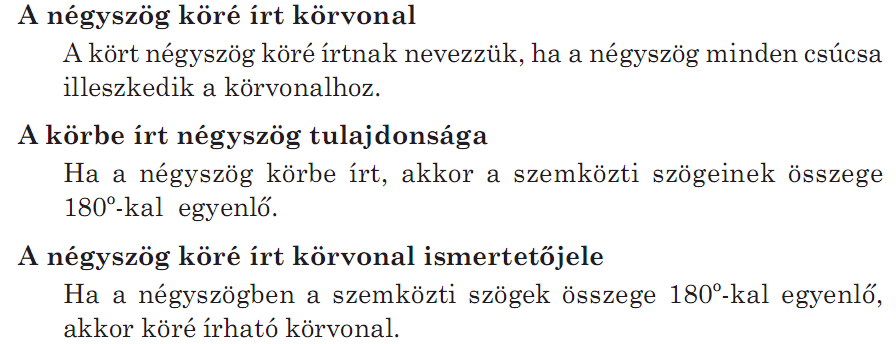 A négyszög köré írt körvonal
A kört négyszög köré írtnak nevezzük, ha a négyszög minden csúcsa
illeszkedik a körvonalhoz.
A körbe írt négyszög tulajdonsága
Ha a négyszög körbe írt, akkor a szemközti szögeinek összege
180º-kal egyenlő.
A négyszög köré írt körvonal ismertetőjele
Ha a négyszögben a szemközti szögek összege 180º-kal egyenlő,
akkor köré írható körvonal.